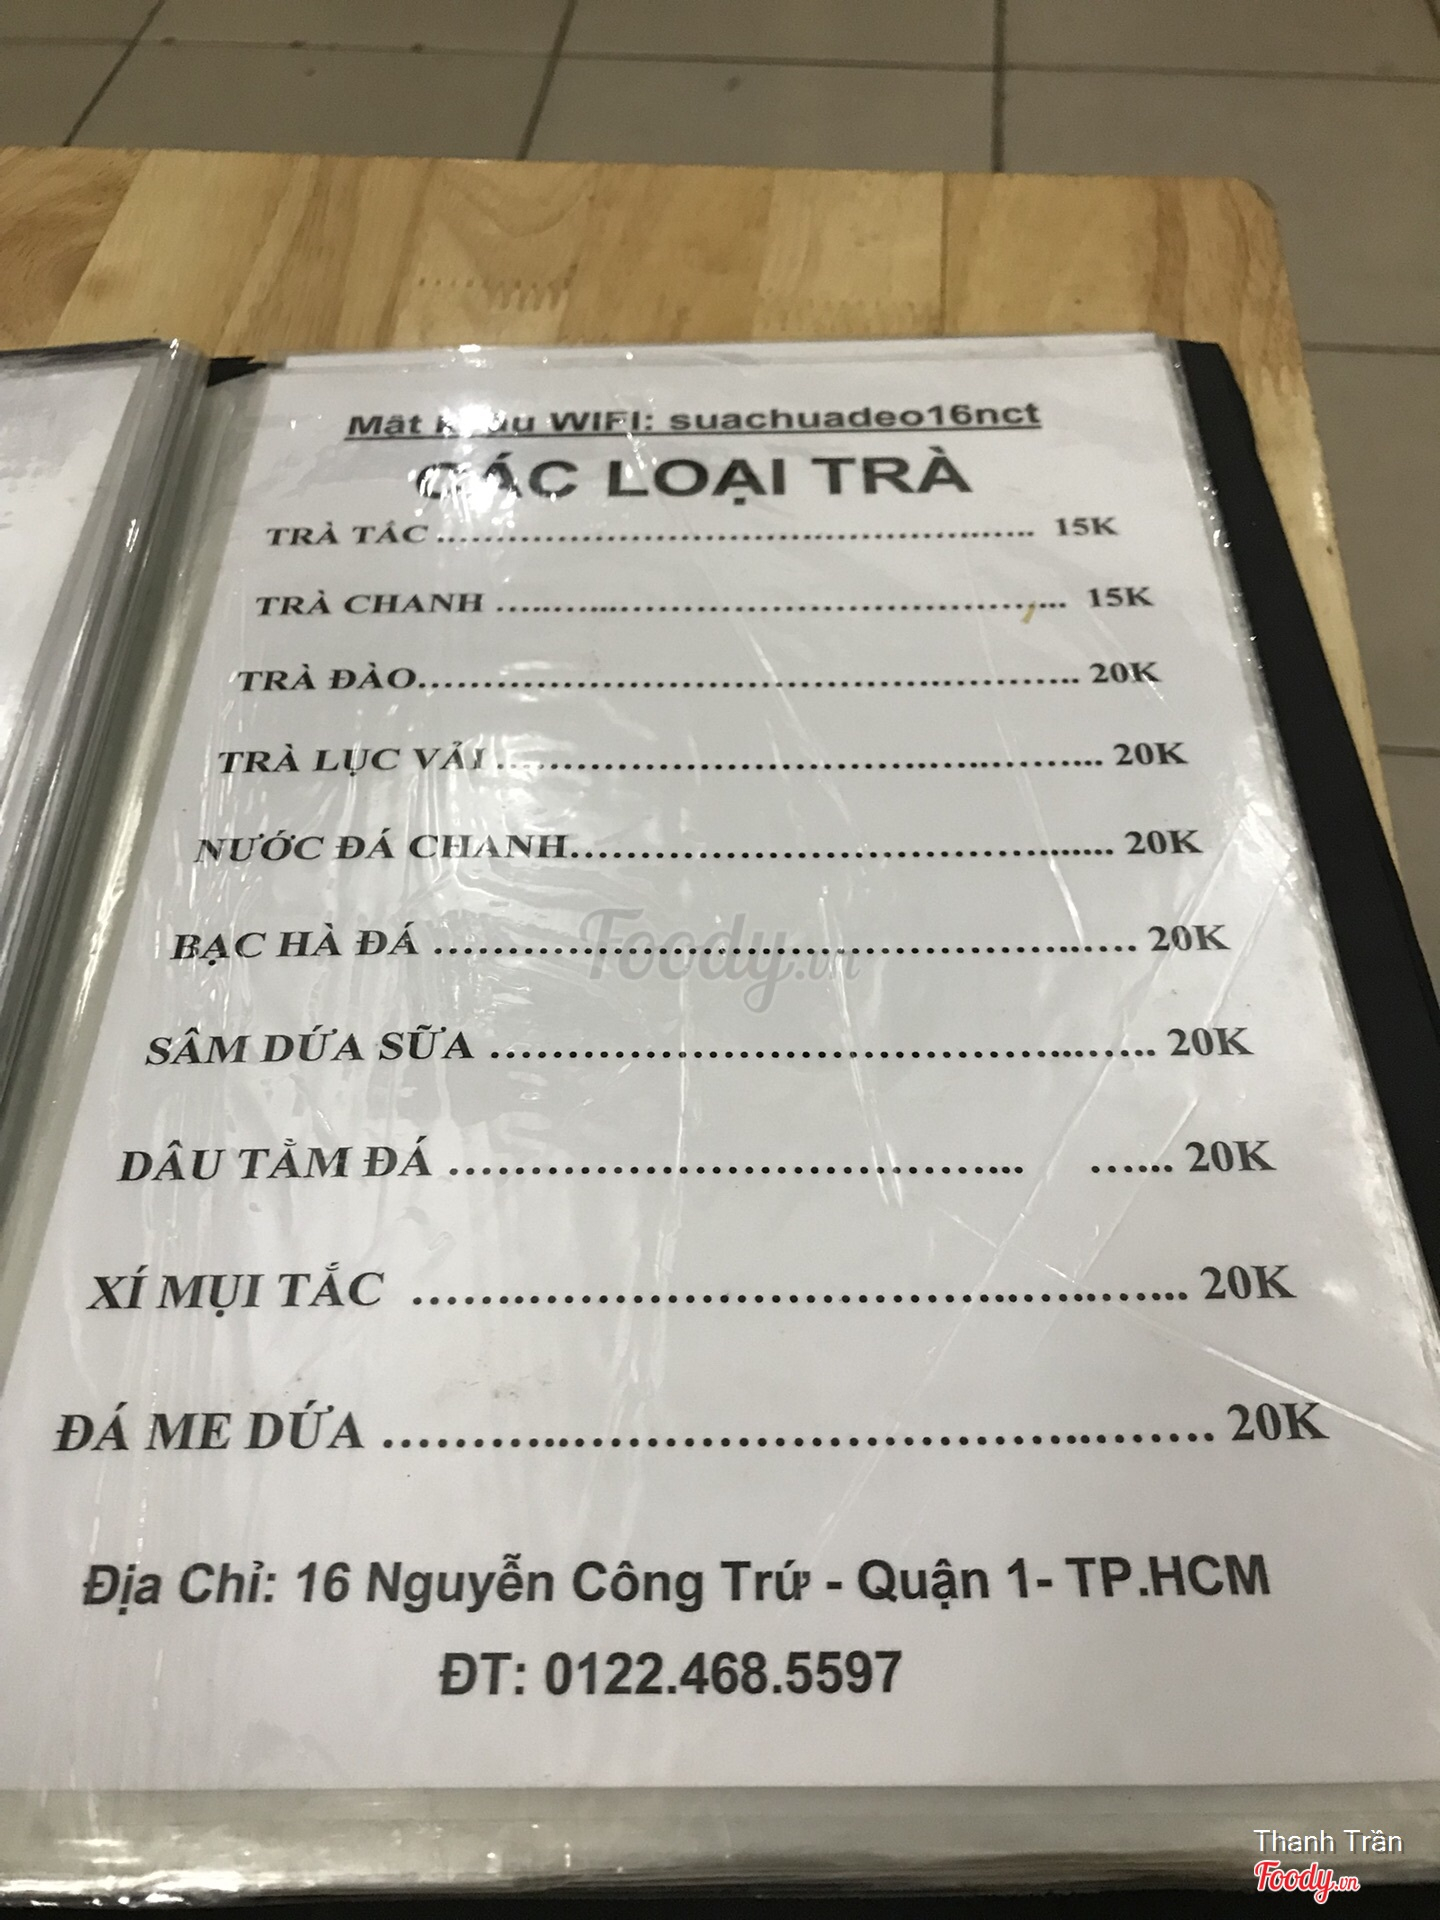 Mật khẩu WIFI: suachuadeo16nct
CÁC LOẠI TRÀ
TRÀ TẮC ........................................................ 15K
TRÀ CHANH ........................................................ 15K
TRÀ ĐÀO........................................................ 20K
TRÀ LỤC VẢI ........................................................ 20K
NƯỚC ĐÁ CHANH........................................................ 20K
BẠC HÀ ĐÁ ........................................................ 20K
SÂM DỨA SỮA ........................................................ 20K
DÂU TẰM ĐÁ ........................................ ...... 20K
XÍ MỤI TẮC ........................................................ 20K
ĐÁ ME DỨA ........................................................ 20K
Địa Chỉ: 16 Nguyễn Công Trứ - Quận 1- TP.HCM
ĐT: 0122.468.5597
Foody.vn
Thanh Trần
Foody.vn